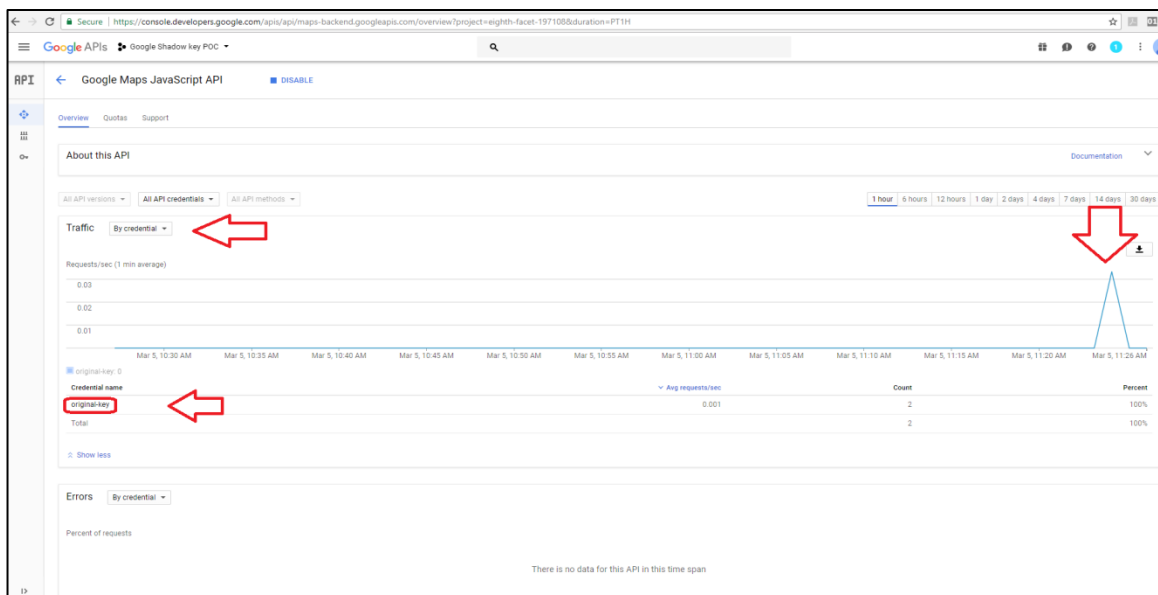 Secure | https://console.developers.google.com/apis/api/maps-backend.googleapis.com/overview?project=eighth-facet-197108&duration=PT1H
Google APIs Google Shadow key POC
1
API Google Maps JavaScript API DISABLE
Overview Quotas Support
About this API Documentation
All API versions All API credentials All API methods 1 hour 6 hours 12 hours 1 day 2 days 4 days 7 days 14 days 30 days
Traffic By credential
Requests/sec (1 min average)
0.03
0.02
0.01
Mar 5, 10:30 AM Mar 5, 10:35 AM Mar 5, 10:40 AM Mar 5, 10:45 AM Mar 5, 10:50 AM Mar 5, 10:55 AM Mar 5, 11:00 AM Mar 5, 11:05 AM Mar 5, 11:10 AM Mar 5, 11:15 AM Mar 5, 11:20 AM Mar 5, 11:26 AM
original-key: 0
Credential name Avg requests/sec Count Percent
original-key 0.001 2 100%
Total 2 100%
Show less
Errors By credential
Percent of requests
There is no data for this API in this time span